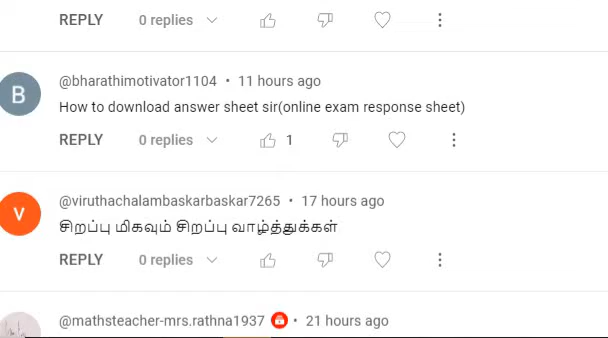 REPLY 0 replies
B
@bharathimotivator1104 • 11 hours ago
How to download answer sheet sir(online exam response sheet)
REPLY 0 replies 1
V
@viruthachalambaskarbaskar7265 • 17 hours ago
சிறப்பு மிகவும் சிறப்பு வாழ்த்துக்கள்
REPLY 0 replies
@mathsteacher-mrs.rathna1937 • 21 hours ago